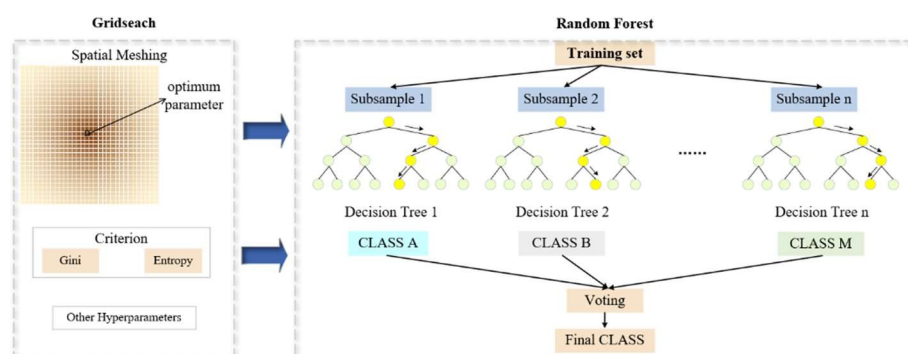 Gridseach
Random Forest
Spatial Meshing
optimum
parameter
Criterion
Gini
Entropy
Other Hyperparameters
Training set
Subsample 1
Subsample 2
Subsample n
......
Decision Tree 1
Decision Tree 2
Decision Tree n
CLASS A
CLASS B
CLASS M
Voting
Final CLASS